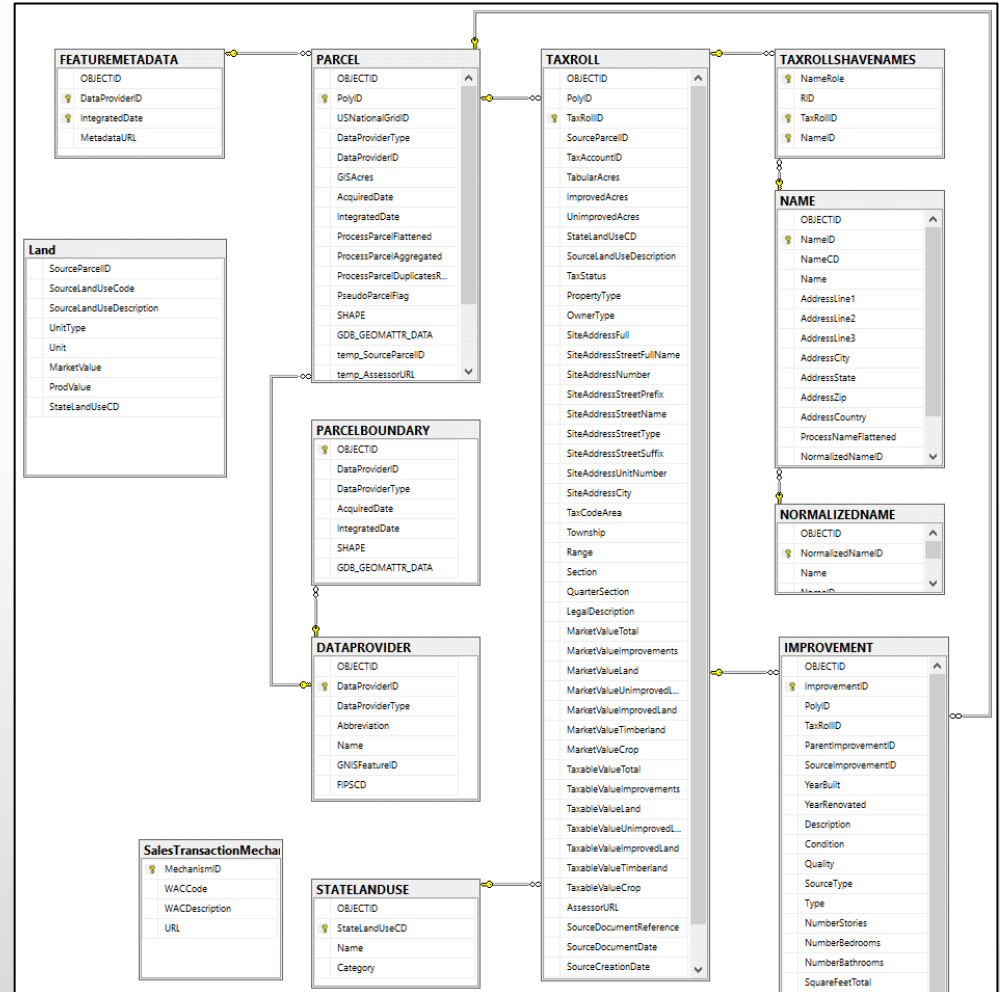 FEATUREMETADATA
OBJECTID
DataProviderID
IntegratedDate
MetadataURL
PARCEL
OBJECTID
PolyID
USNationalGridID
DataProviderType
DataProviderID
GISAcres
AcquiredDate
IntegratedDate
ProcessParcelFlattened
ProcessParcelAggregated
ProcessParcelDuplicatesR...
PseudoParcelFlag
SHAPE
GDB_GEOMATTR_DATA
temp_SourceParcelID
temp_AssessorURL
TAXROLL
OBJECTID
PolyID
TaxRollID
SourceParcelID
TaxAccountID
TabularAcres
ImprovedAcres
UnimprovedAcres
StateLandUseCD
SourceLandUseDescription
TaxStatus
PropertyType
OwnerType
SiteAddressFull
SiteAddressStreetFullName
SiteAddressNumber
SiteAddressStreetPrefix
SiteAddressStreetName
SiteAddressStreetType
SiteAddressStreetSuffix
SiteAddressUnitNumber
SiteAddressCity
TaxCodeArea
Township
Range
Section
QuarterSection
LegalDescription
MarketValueTotal
MarketValueImprovements
MarketValueLand
MarketValueUnimprovedL...
MarketValueImprovedLand
MarketValueTimberland
MarketValueCrop
TaxableValueTotal
TaxableValueImprovements
TaxableValueLand
TaxableValueUnimprovedL...
TaxableValueImprovedLand
TaxableValueTimberland
TaxableValueCrop
AssessorURL
SourceDocumentReference
SourceDocumentDate
SourceCreationDate
TAXROLLSHAVENAMES
NameRole
RID
TaxRollID
NameID
NAME
OBJECTID
NameID
NameCD
Name
AddressLine1
AddressLine2
AddressLine3
AddressCity
AddressState
AddressZip
AddressCountry
ProcessNameFlattened
NormalizedNameID
NORMALIZEDNAME
OBJECTID
NormalizedNameID
Name
NameID
Land
SourceParcelID
SourceLandUseCode
SourceLandUseDescription
UnitType
Unit
MarketValue
ProdValue
StateLandUseCD
PARCELBOUNDARY
OBJECTID
DataProviderID
DataProviderType
AcquiredDate
IntegratedDate
SHAPE
GDB_GEOMATTR_DATA
DATAPROVIDER
OBJECTID
DataProviderID
DataProviderType
Abbreviation
Name
GNISFeatureID
FIPSCD
IMPROVEMENT
OBJECTID
ImprovementID
PolyID
TaxRollID
ParentImprovementID
SourceImprovementID
YearBuilt
YearRenovated
Description
Condition
Quality
SourceType
Type
NumberStories
NumberBedrooms
NumberBathrooms
SquareFeetTotal
SalesTransactionMechar
MechanismID
WACCode
WACDescription
URL
STATELANDUSE
OBJECTID
StateLandUseCD
Name
Category